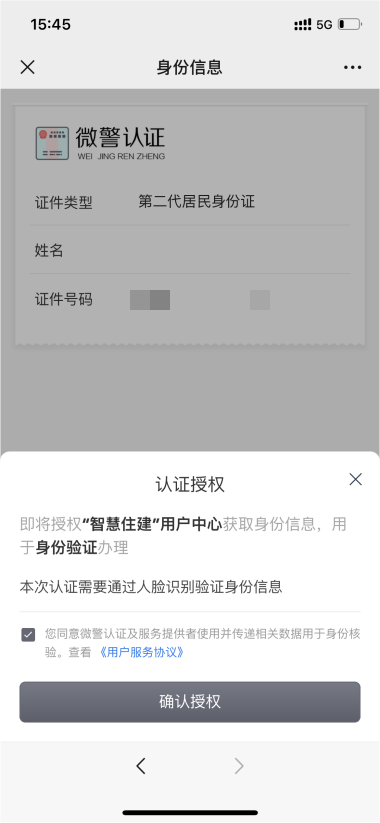 15:45
5G
身份信息
微警认证
WEI JING REN ZHENG
证件类型 第二代居民身份证
姓名
证件号码
认证授权
即将授权“智慧住建”用户中心获取身份信息，用
于身份验证办理
本次认证需要通过人脸识别验证身份信息
您同意微警认证及服务提供者使用并传递相关数据用于身份核
验。查看 《用户服务协议》
确认授权